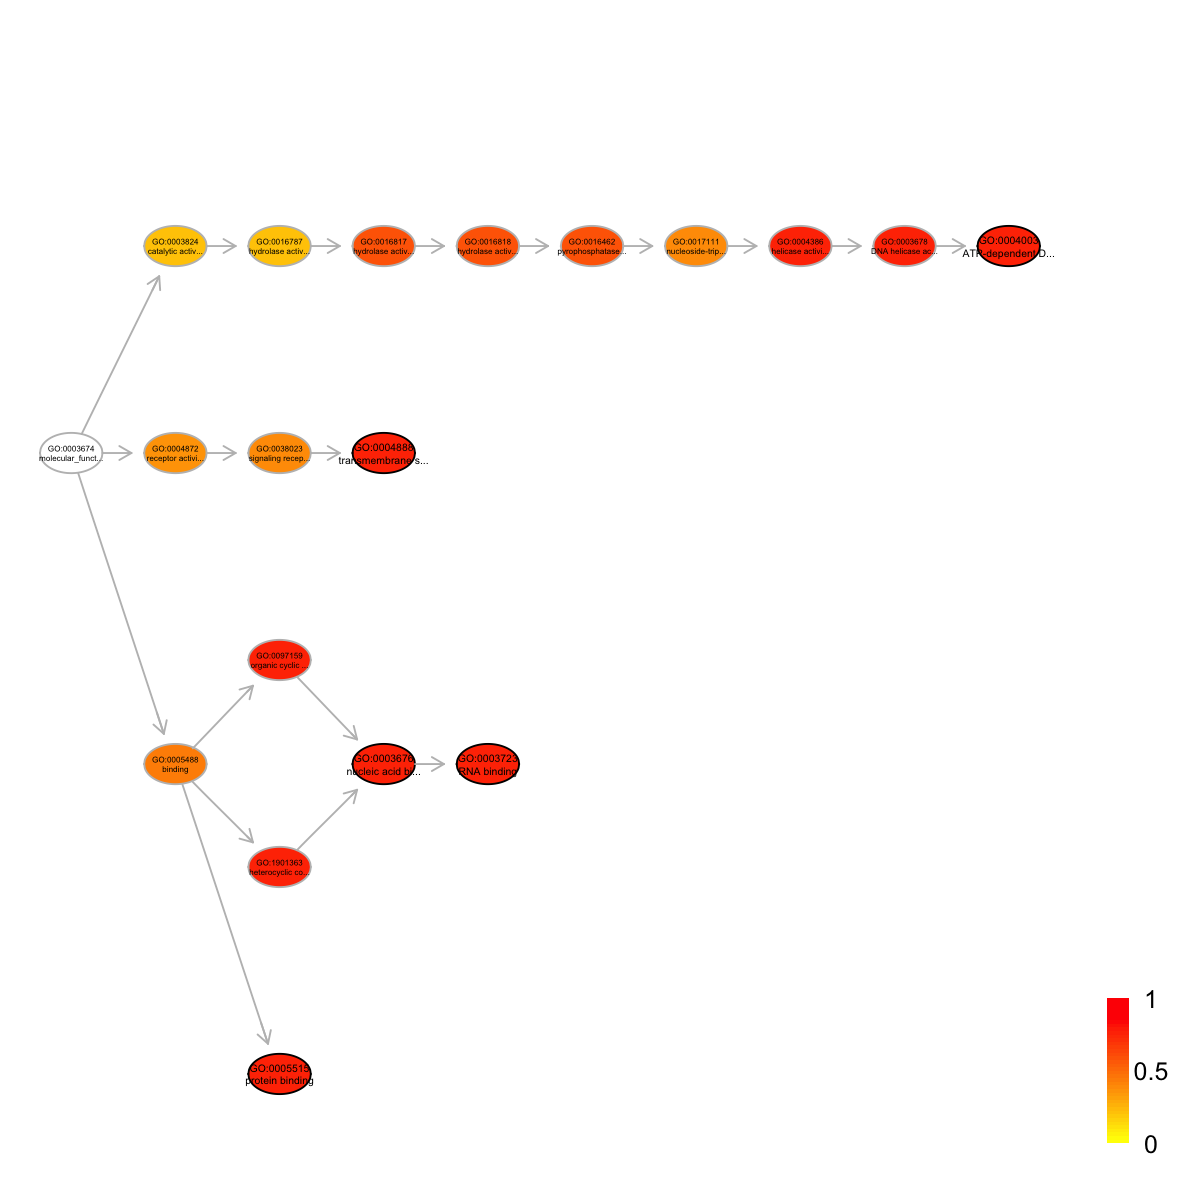 GO:0003824
catalytic activ...
GO:0016787
hydrolase activ...
GO:0016817
hydrolase activ...
GO:0016818
hydrolase activ...
GO:0016462
pyrophosphatase...
GO:0017111
nucleoside-trip...
GO:0004386
helicase activi...
GO:0003678
DNA helicase ac...
GO:0004003
ATP-dependent D...
GO:0003674
molecular_funct...
GO:0004872
receptor activi...
GO:0038023
signaling recep...
GO:0004888
transmembrane s...
GO:0097159
organic cyclic ...
GO:0005488
binding
GO:0003676
nucleic acid bi...
GO:0003723
RNA binding
GO:1901363
heterocyclic co...
GO:0005515
protein binding
1
0.5
0